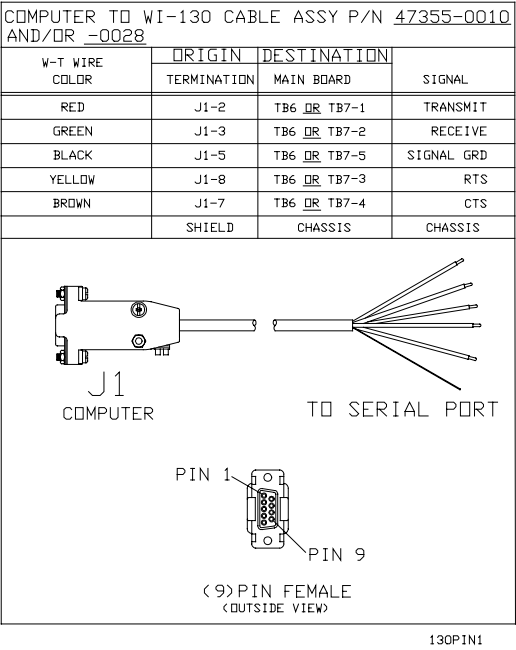 COMPUTER TO WI-130 CABLE ASSY P/N 47355-0010
AND/OR -0028
W-T WIRE COLOR ORIGIN TERMINATION DESTINATION MAIN BOARD SIGNAL
RED J1-2 TB6 OR TB7-1 TRANSMIT
GREEN J1-3 TB6 OR TB7-2 RECEIVE
BLACK J1-5 TB6 OR TB7-5 SIGNAL GRD
YELLOW J1-8 TB6 OR TB7-3 RTS
BROWN J1-7 TB6 OR TB7-4 CTS
SHIELD CHASSIS CHASSIS
J1
COMPUTER
TO SERIAL PORT
PIN 1
PIN 9
(9)PIN FEMALE
(OUTSIDE VIEW)
130PIN1